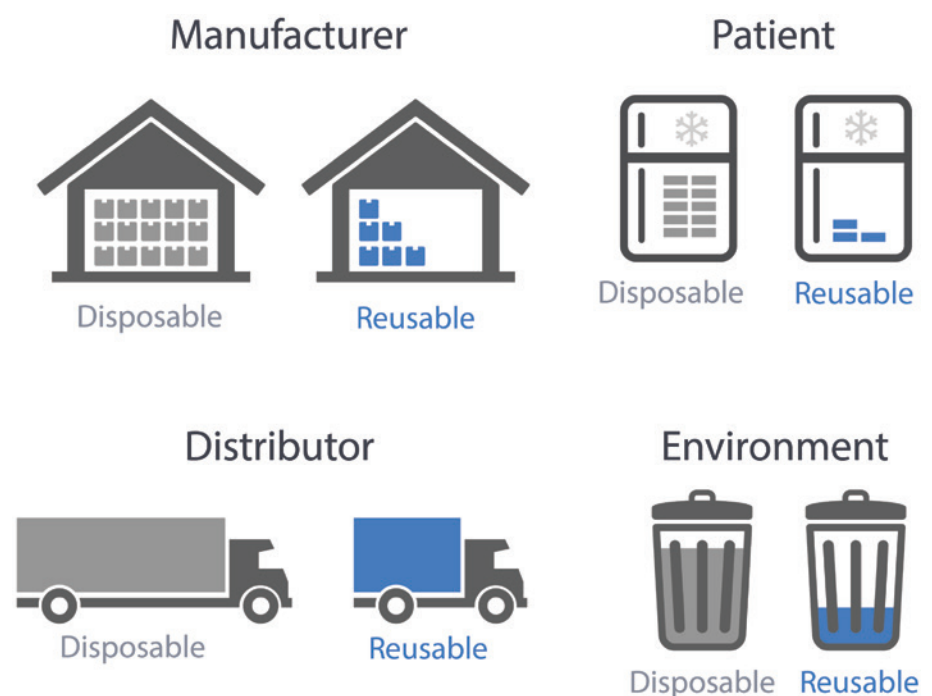 Manufacturer
Disposable
Reusable
Patient
Disposable
Reusable
Distributor
Disposable
Reusable
Environment
Disposable
Reusable